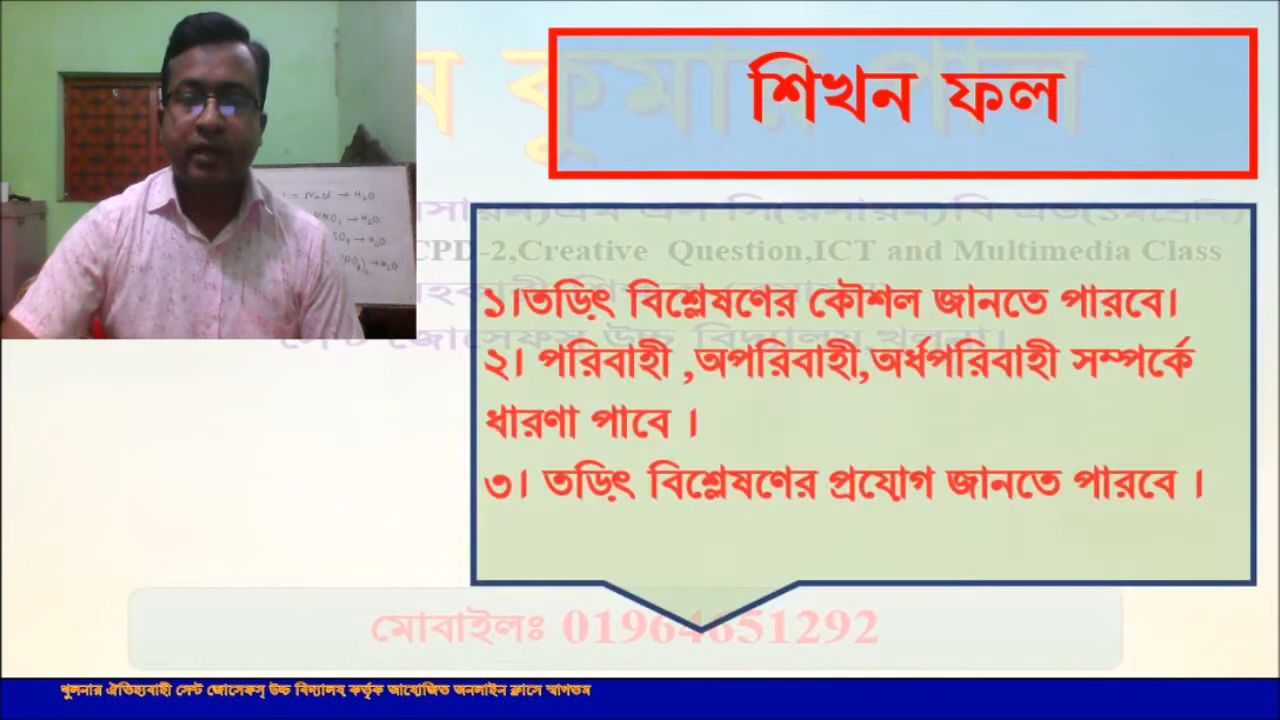 ন কুমার পাল
শিখন ফল
CPD-2,Creative Question,ICT and Multimedia Class
১।তড়িৎ বিশ্লেষণের কৌশল জানতে পারবে।
২। পরিবাহী ,অপরিবাহী,অর্ধপরিবাহী সম্পর্কে
ধারণা পাবে ।
৩। তড়িৎ বিশ্লেষণের প্রয়োগ জানতে পারবে ।
মোবাইলঃ 01964651292
খুলনার ঐতিহ্যবাহী সেন্ট জোসেফস্ উচ্চ বিদ্যালয় কর্তৃক আয়োজিত অনলাইন ক্লাসে স্বাগতম